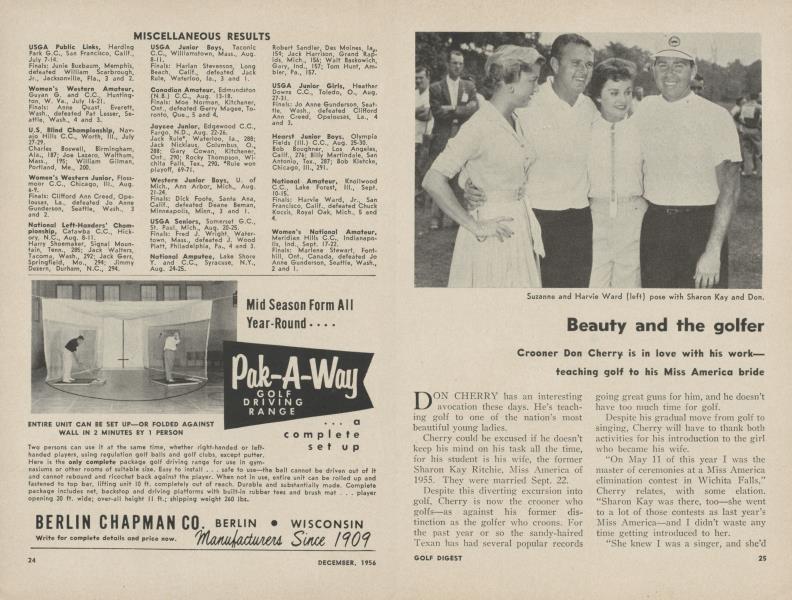 MISCELLANEOUS RESULTS
USGA Public Links, Harding
Park G.C., San Francisco, Calif.,
July 7-14.
Finals: Junie Buxbaum, Memphis,
defeated William Scarbrough,
Jr., Jacksonville, Fla., 3 and 2.
Women's Western Amateur,
Guyan G. and C.C., Hunting-
ton, W. Va., July 16-21.
Finals: Anne Quast, Everett,
Wash., defeated Pat Lesser, Se-
attle, Wash., 4 and 3.
U.S. Blind Championship, Nav-
ajo Hills C.C., Worth, Ill., July
27-29.
Charles Boswell, Birmingham,
Ala., 187; Joe Lazaro, Waltham,
Mass., 195; William Gilman,
Portland, Me., 200.
Women's Western Junior, Floss-
moor C.C., Chicago, Ill., Aug.
6-9.
Finals: Clifford Ann Creed, Ope-
lousas, La., defeated Jo Anne
Gunderson, Seattle, Wash., 3
and 2.
National Left-Handers' Cham-
pionship, Catawba C.C., Hick-
ory, N.C., Aug. 8-11.
Harry Shoemaker, Signal Moun-
tain, Tenn., 285; Jack Walters,
Tacoma, Wash., 292; Jack Gers,
Springfield, Mo., 294; Jimmy
Dezern, Durham, N.C., 294.
USGA Junior Boys, Taconic
C.C., Williamstown, Mass., Aug.
8-11.
Finals: Harlan Stevenson, Long
Beach, Calif., defeated Jack
Rule, Waterloo, Ia., 3 and 1.
Canadian Amateur, Edmundston
(N.B.) C.C., Aug. 13-18.
Finals: Moe Norman, Kitchener,
Ont., defeated Gerry Magee, To-
ronto, Que., 5 and 4.
Jaycee Junior, Edgewood C.C.,
Fargo, N.D., Aug. 22-26.
Jack Rule*, Waterloo, Ia., 288;
Jack Nicklaus, Columbus, O.,
288; Gary Cowan, Kitchener,
Ont., 290; Rocky Thompson, Wi-
chita Falls, Tex., 290. *Rule won
playoff, 69-71.
Western Juniors Boys, U. of
Mich., Ann Arbor, Mich., Aug.
21-24.
Finals: Dick Foote, Santa Ana,
Calif., defeated Deane Beman,
Minneapolis, Minn., 3 and 1.
USGA Seniors, Somerset G.C.,
St. Paul, Mich., Aug. 20-25.
Finals: Fred J. Wright, Water-
town, Mass., defeated J. Wood
Platt, Philadelphia, Pa., 4 and 3.
National Amputee, Lake Shore
Y. and C.C., Syracuse, N.Y.,
Aug. 24-25.
Robert Sandler, Des Moines, Ia.,
159; Jack Harrison, Grand Rap-
ids, Mich., 156; Walt Baskowich,
Gary, Ind., 157; Tom Hunt, Am-
bler, Pa., 157.
USGA Junior Girls, Heather
Downs C.C., Toledo, O., Aug.
27-31.
Finals: Jo Anne Gunderson, Seat-
tle, Wash., defeated Clifford
Ann Creed, Opelousas, La., 4
and 3.
Hearst Junior Boys, Olympia
Fields (Ill.) C.C., Aug. 25-30.
Bob Boughner, Los Angeles,
Calif., 276; Billy Martindale, San
Antonio, Tex., 287; Bob Kintckx,
Chicago, Ill., 291.
National Amateur, Knollwood
C.C., Lake Forest, Ill., Sept.
10-15.
Finals: Harvie Ward, Jr., San
Francisco, Calif., defeated Chuck
Kocsis, Royal Oak, Mich., 5 and
4.
Women's National Amateur,
Meridian Hills C.C., Indianapo-
lis, Ind., Sept. 17-22.
Finals: Marlene Stewart, Font-
hill, Ont., Canada, defeated Jo
Anne Gunderson, Seattle, Wash.,
2 and 1.
Mid Season Form All
Year-Round....
Pak-A-Way
GOLF
DRIVING
RANGE
... a
complete
set up
ENTIRE UNIT CAN BE SET UP—OR FOLDED AGAINST
WALL IN 2 MINUTES BY 1 PERSON
Two persons can use it at the same time, whether right-handed or left-
handed players, using regulation golf balls and golf clubs, except putter.
Here is the only complete package golf driving range for use in gym-
nasiums or other rooms of suitable size. Easy to install . . . safe to use—the ball cannot be driven out of it
and cannot rebound and ricochet back against the player. When not in use, entire unit can be rolled up and
fastened to top bar, lifting unit 10 ft. completely out of reach. Durable and substantially made. Complete
package includes net, backstop and driving platforms with built-in rubber tees and brush mat . . . player
opening 30 ft. wide; over-all height 11 ft.; shipping weight 260 lbs.
BERLIN CHAPMAN CO. BERLIN • WISCONSIN
Write for complete details and price now. Manufacturers Since 1909
24
DECEMBER, 1956
Suzanne and Harvie Ward (left) pose with Sharon Kay and Don.
Beauty and the golfer
Crooner Don Cherry is in love with his work—
teaching golf to his Miss America bride
DON CHERRY has an interesting
avocation these days. He's teach-
ing golf to one of the nation's most
beautiful young ladies.
Cherry could be excused if he doesn't
keep his mind on his task all the time,
for his student is his wife, the former
Sharon Kay Ritchie, Miss America of
1955. They were married Sept. 22.
Despite this diverting excursion into
golf, Cherry is now the crooner who
golfs—as against his former dis-
tinction as the golfer who croons. For
the past year or so the sandy-haired
Texan has had several popular records
going great guns for him, and he doesn't
have too much time for golf.
Despite his gradual move from golf to
singing, Cherry will have to thank both
activities for his introduction to the girl
who became his wife.
"On May 11 of this year I was the
master of ceremonies at a Miss America
elimination contest in Wichita Falls,"
Cherry relates, with some elation.
"Sharon Kay was there, too—she went
to a lot of those contests as last year's
Miss America—and I didn't waste any
time getting introduced to her.
"She knew I was a singer, and she'd
GOLF DIGEST
25